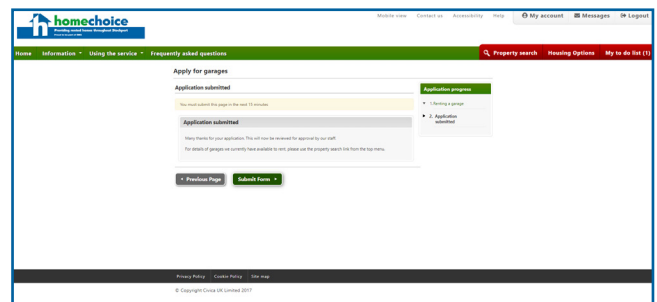 Mobile view Contact us Accessibility Help My account Messages Logout
homechoice
Providing rented homes throughout Stockport
Home Information Using the service Frequently asked questions Property search Housing Options My to do list (1)
Apply for garages
Application submitted
Application progress
You must submit this page in the next 15 minutes
1. Renting a garage
2. Application submitted
Application submitted
Many thanks for your application. This will now be reviewed for approval by our staff.
For details of garages we currently have available to rent, please use the property search link from the top menu.
Previous Page Submit Form
Privacy Policy Cookie Policy Site map
© Copyright Civica UK Limited 2017